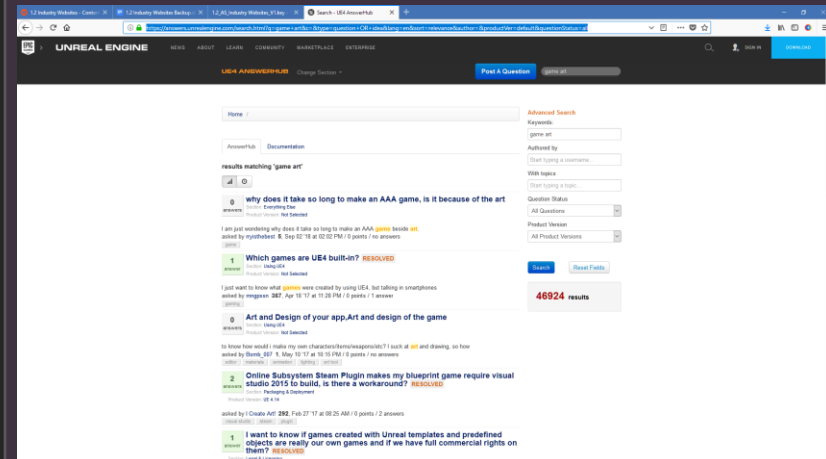 1.2 Industry Websites - Content
1.2 Industry Websites Backup
1.2_A0_Industry Websites_V1.key
Search - UE4 AnswerHub
https://answers.unrealengine.com/search.html?q=game+art&c=&type=question+OR+idea&lang=en&sort=relevance&author=&productVer=default&questionStatus=all
UNREAL ENGINE NEWS ABOUT LEARN COMMUNITY MARKETPLACE ENTERPRISE SIGN IN DOWNLOAD
UE4 ANSWERHUB Change Section Post A Question game art
Home /
AnswerHub Documentation
results matching 'game art'
0 answers
why does it take so long to make an AAA game, is it because of the art
Section: Everything Else
Product Version: Not Selected
I am just wondering why does it take so long to make an AAA game beside art.
asked by myothebest 5, Sep 02 '18 at 02:02 PM / 0 points / no answers
game
1 answer
Which games are UE4 built-in? RESOLVED
Section: Using UE4
Product Version: Not Selected
I just want to know what games were created by using UE4, but talking in smartphones
asked by mngjson 387, Apr 10 '17 at 11:28 PM / 0 points / 1 answer
gaming
0 answers
Art and Design of your app,Art and design of the game
Section: Using UE4
Product Version: Not Selected
to know how would i make my own characters/items/weapons/etc? I suck at art and drawing, so how
asked by Bomb_007 1, May 10 '17 at 10:15 PM / 0 points / no answers
editor materials animation lighting art tool
2 answers
Online Subsystem Steam Plugin makes my blueprint game require visual
studio 2015 to build, is there a workaround? RESOLVED
Section: Packaging & Deployment
Product Version: UE 4.14
asked by I Create Art! 292, Feb 27 '17 at 08:25 AM / 0 points / 2 answers
visual studio steam plugin
1 answer
I want to know if games created with Unreal templates and predefined
objects are really our own games and if we have full commercial rights on
them? RESOLVED
Advanced Search
Keywords:
game art
Authored by
Start typing a username...
With topics
Start typing a topic...
Question Status
All Questions
Product Version
All Product Versions
Search Reset Fields
46924 results